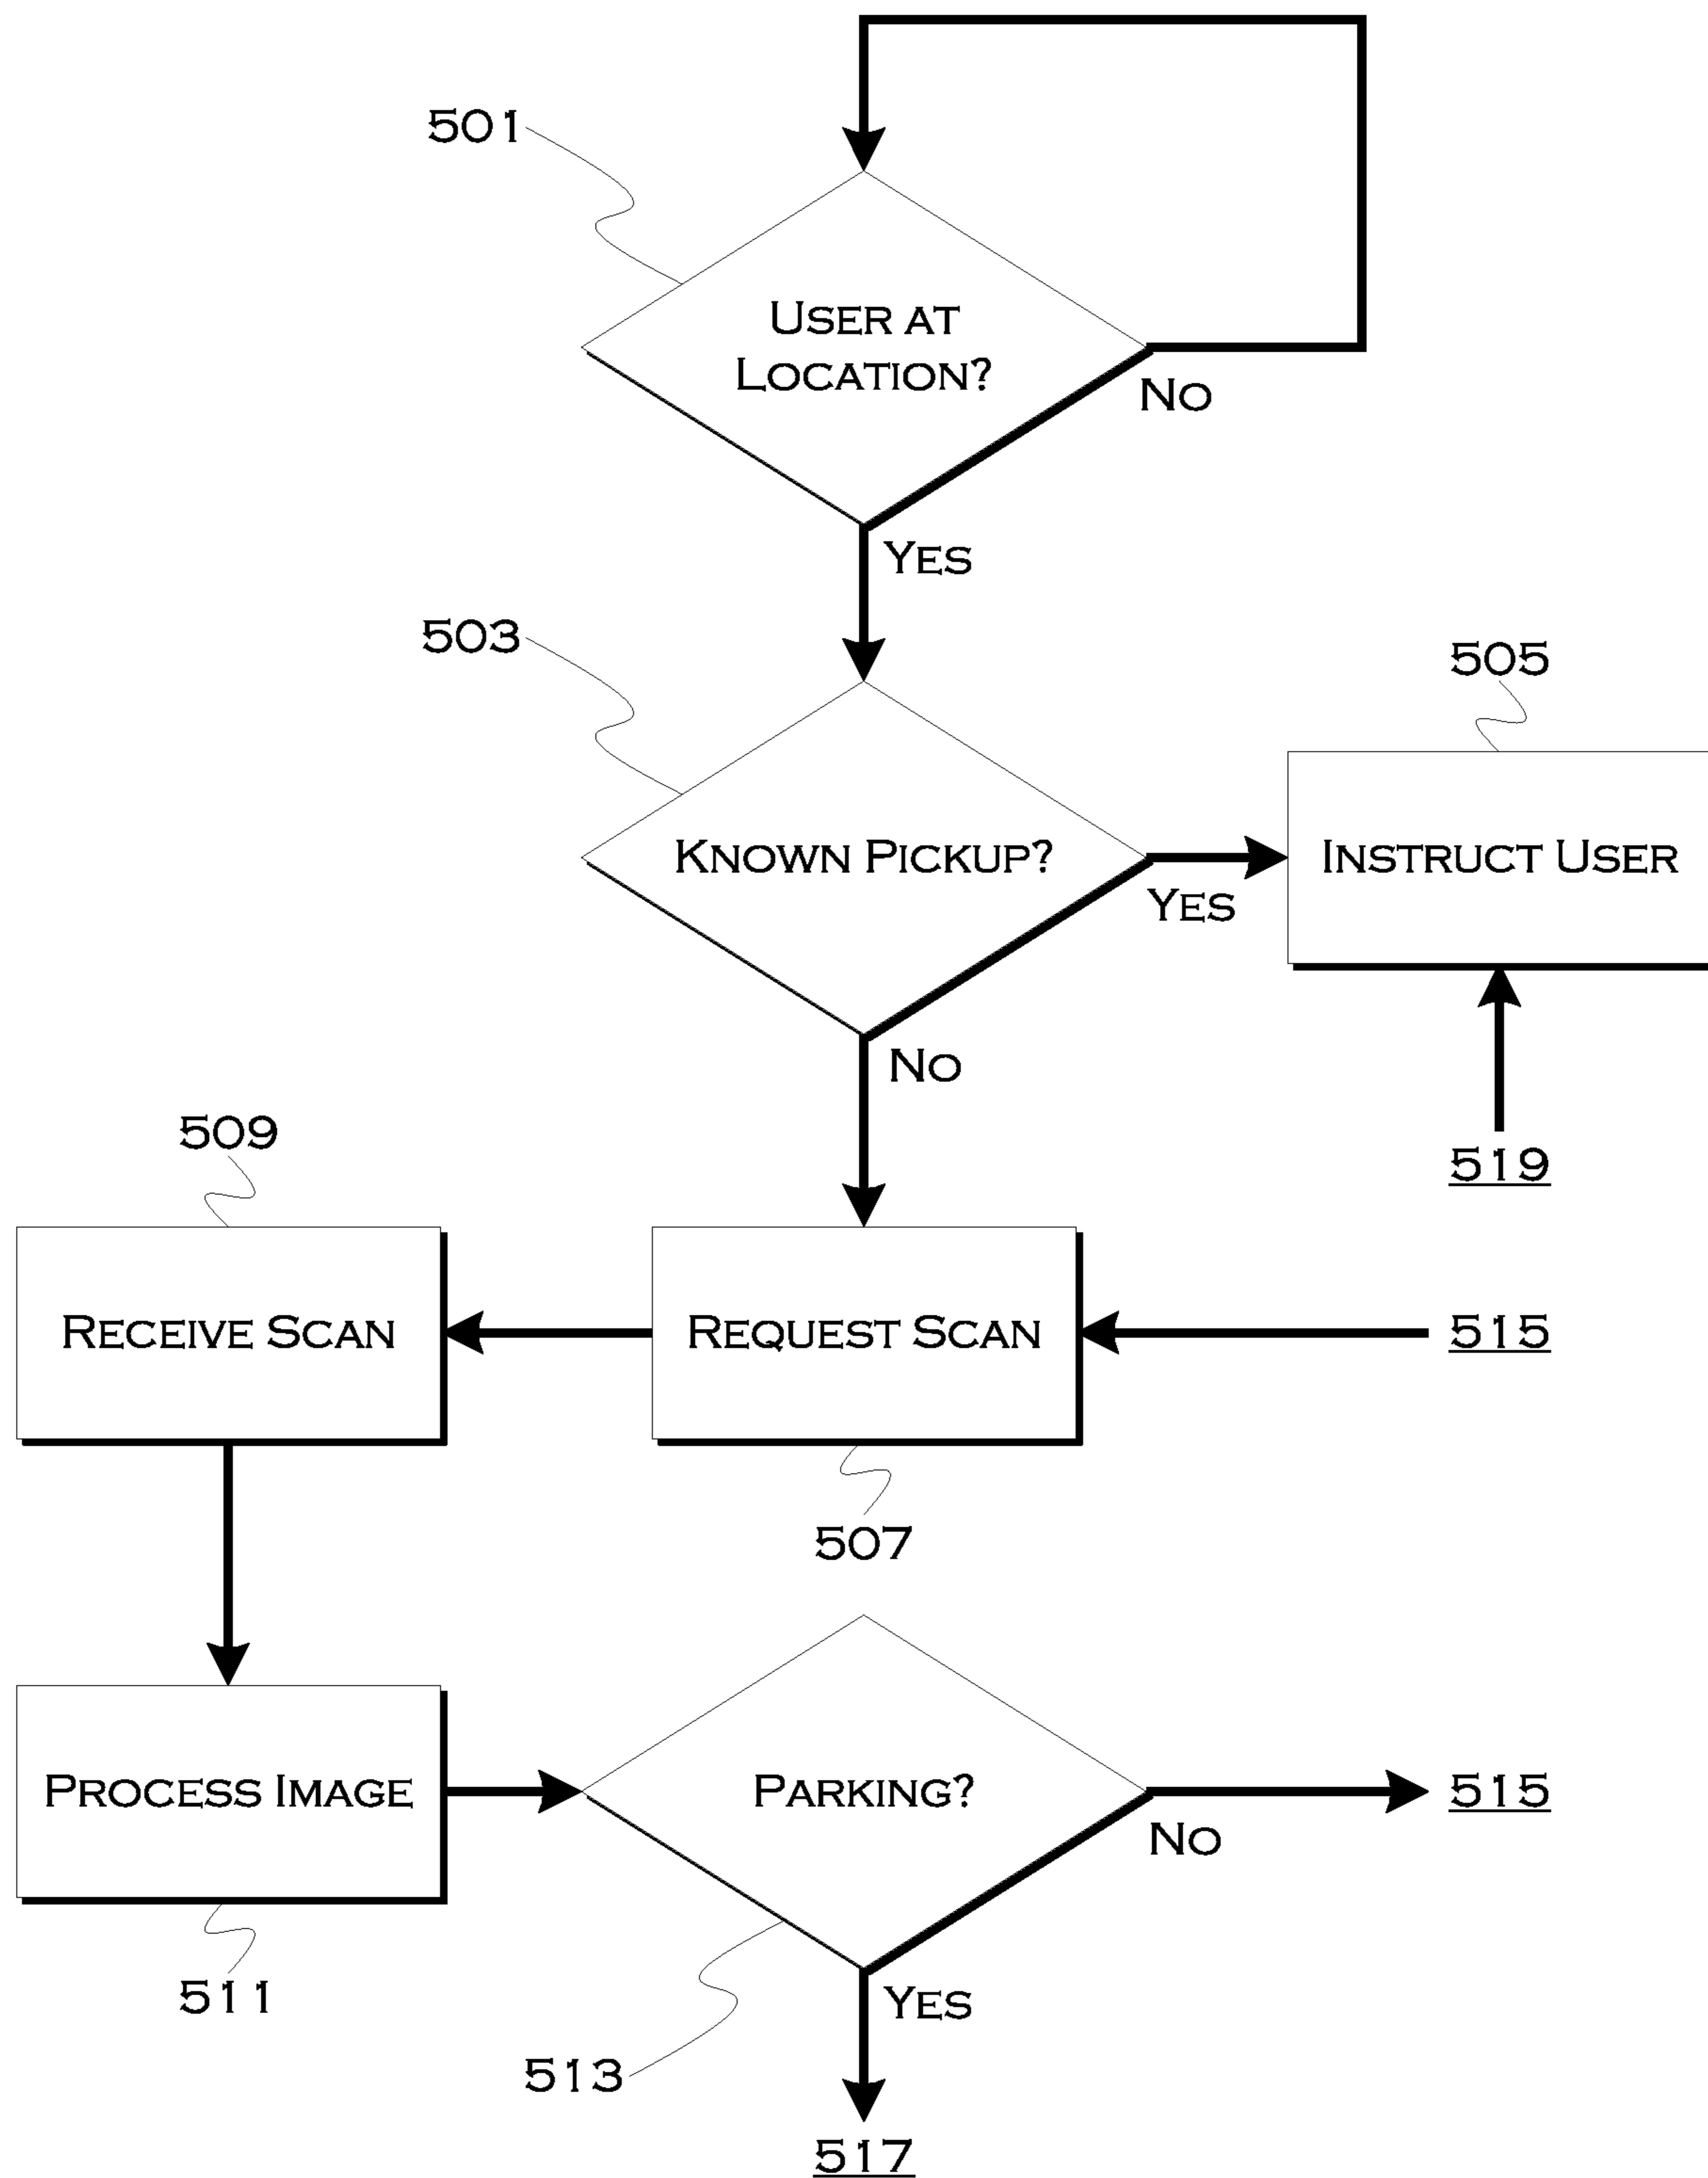 501
User at
Location?
No
Yes
503
505
Known Pickup?
Instruct User
Yes
No
509
519
Receive Scan
Request Scan
515
507
Process Image
Parking?
515
No
511
Yes
513
517